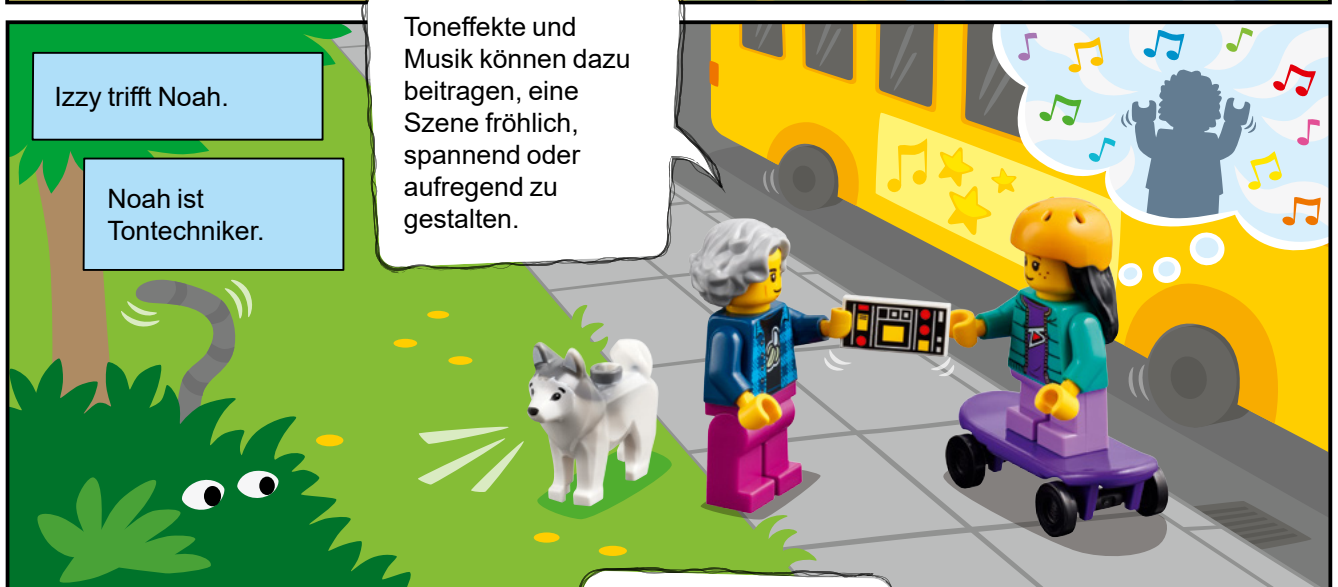 Izzy trifft Noah.
Noah ist
Tontechniker.
Toneffekte und
Musik können dazu
beitragen, eine
Szene fröhlich,
spannend oder
aufregend zu
gestalten.